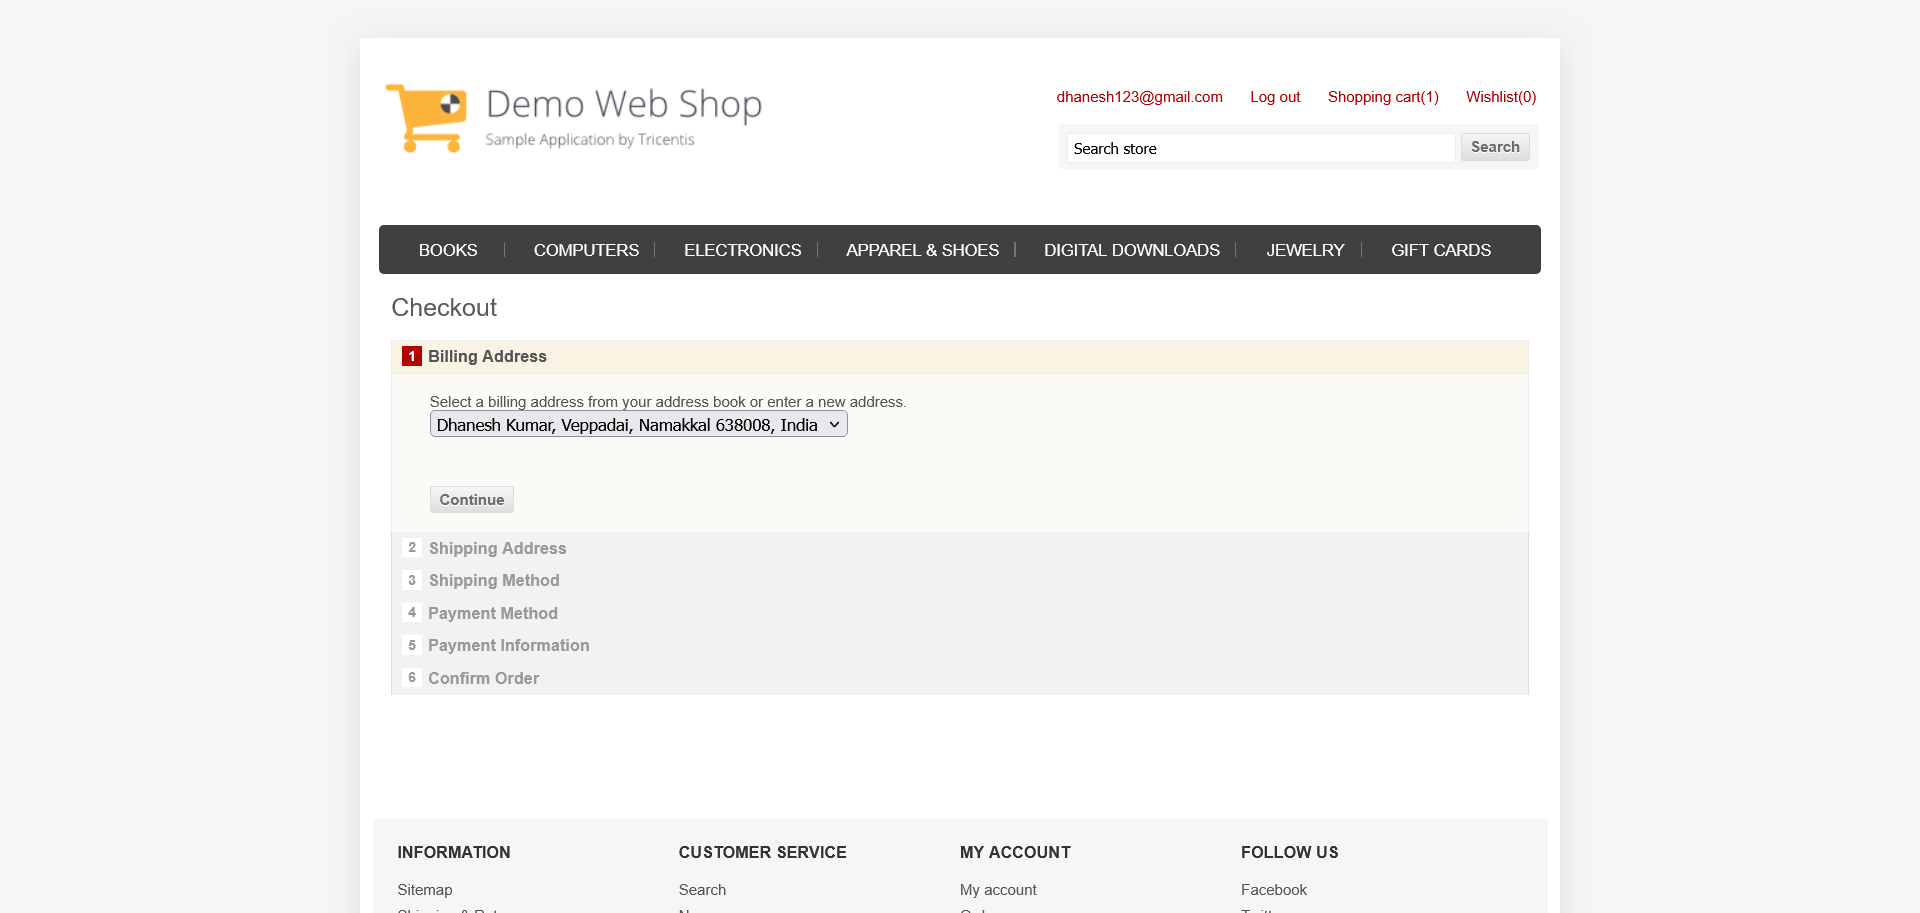 Demo Web Shop
Sample Application by Tricentis
dhanesh123@gmail.com Log out Shopping cart(1) Wishlist(0)
Search store Search
BOOKS COMPUTERS ELECTRONICS APPAREL & SHOES DIGITAL DOWNLOADS JEWELRY GIFT CARDS
Checkout
1 Billing Address
Select a billing address from your address book or enter a new address.
Dhanesh Kumar, Veppadai, Namakkal 638008, India
Continue
2 Shipping Address
3 Shipping Method
4 Payment Method
5 Payment Information
6 Confirm Order
INFORMATION CUSTOMER SERVICE MY ACCOUNT FOLLOW US
Sitemap Search My account Facebook